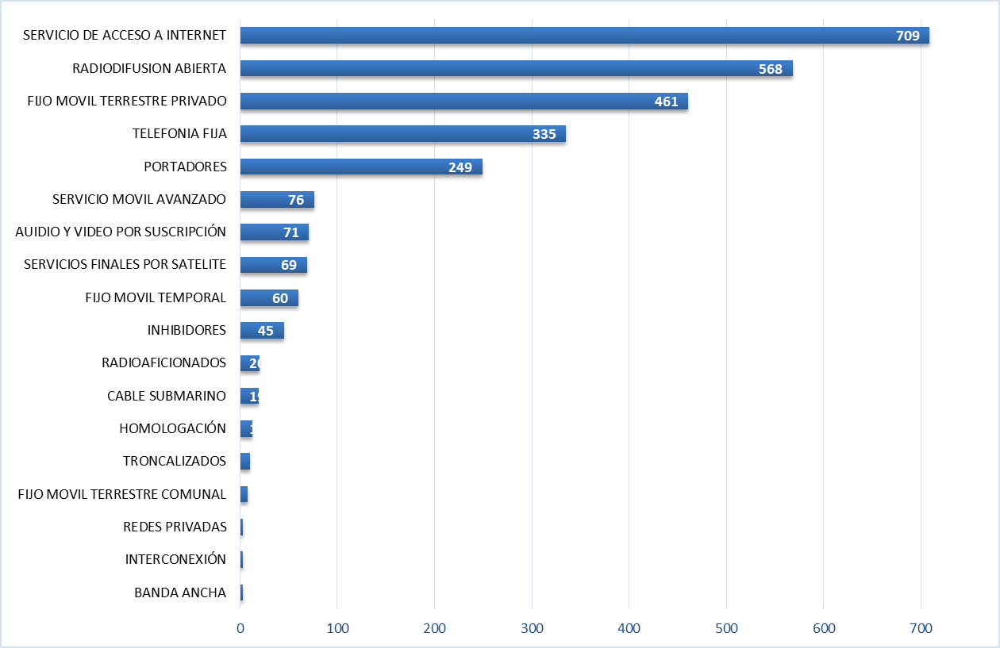 SERVICIO DE ACCESO A INTERNET 709
RADIODIFUSION ABIERTA 568
FIJO MOVIL TERRESTRE PRIVADO 461
TELEFONIA FIJA 335
PORTADORES 249
SERVICIO MOVIL AVANZADO 76
AUIDIO Y VIDEO POR SUSCRIPCIÓN 71
SERVICIOS FINALES POR SATELITE 69
FIJO MOVIL TEMPORAL 60
INHIBIDORES 45
RADIOAFICIONADOS 20
CABLE SUBMARINO 19
HOMOLOGACIÓN
TRONCALIZADOS
FIJO MOVIL TERRESTRE COMUNAL
REDES PRIVADAS
INTERCONEXIÓN
BANDA ANCHA
0 100 200 300 400 500 600 700